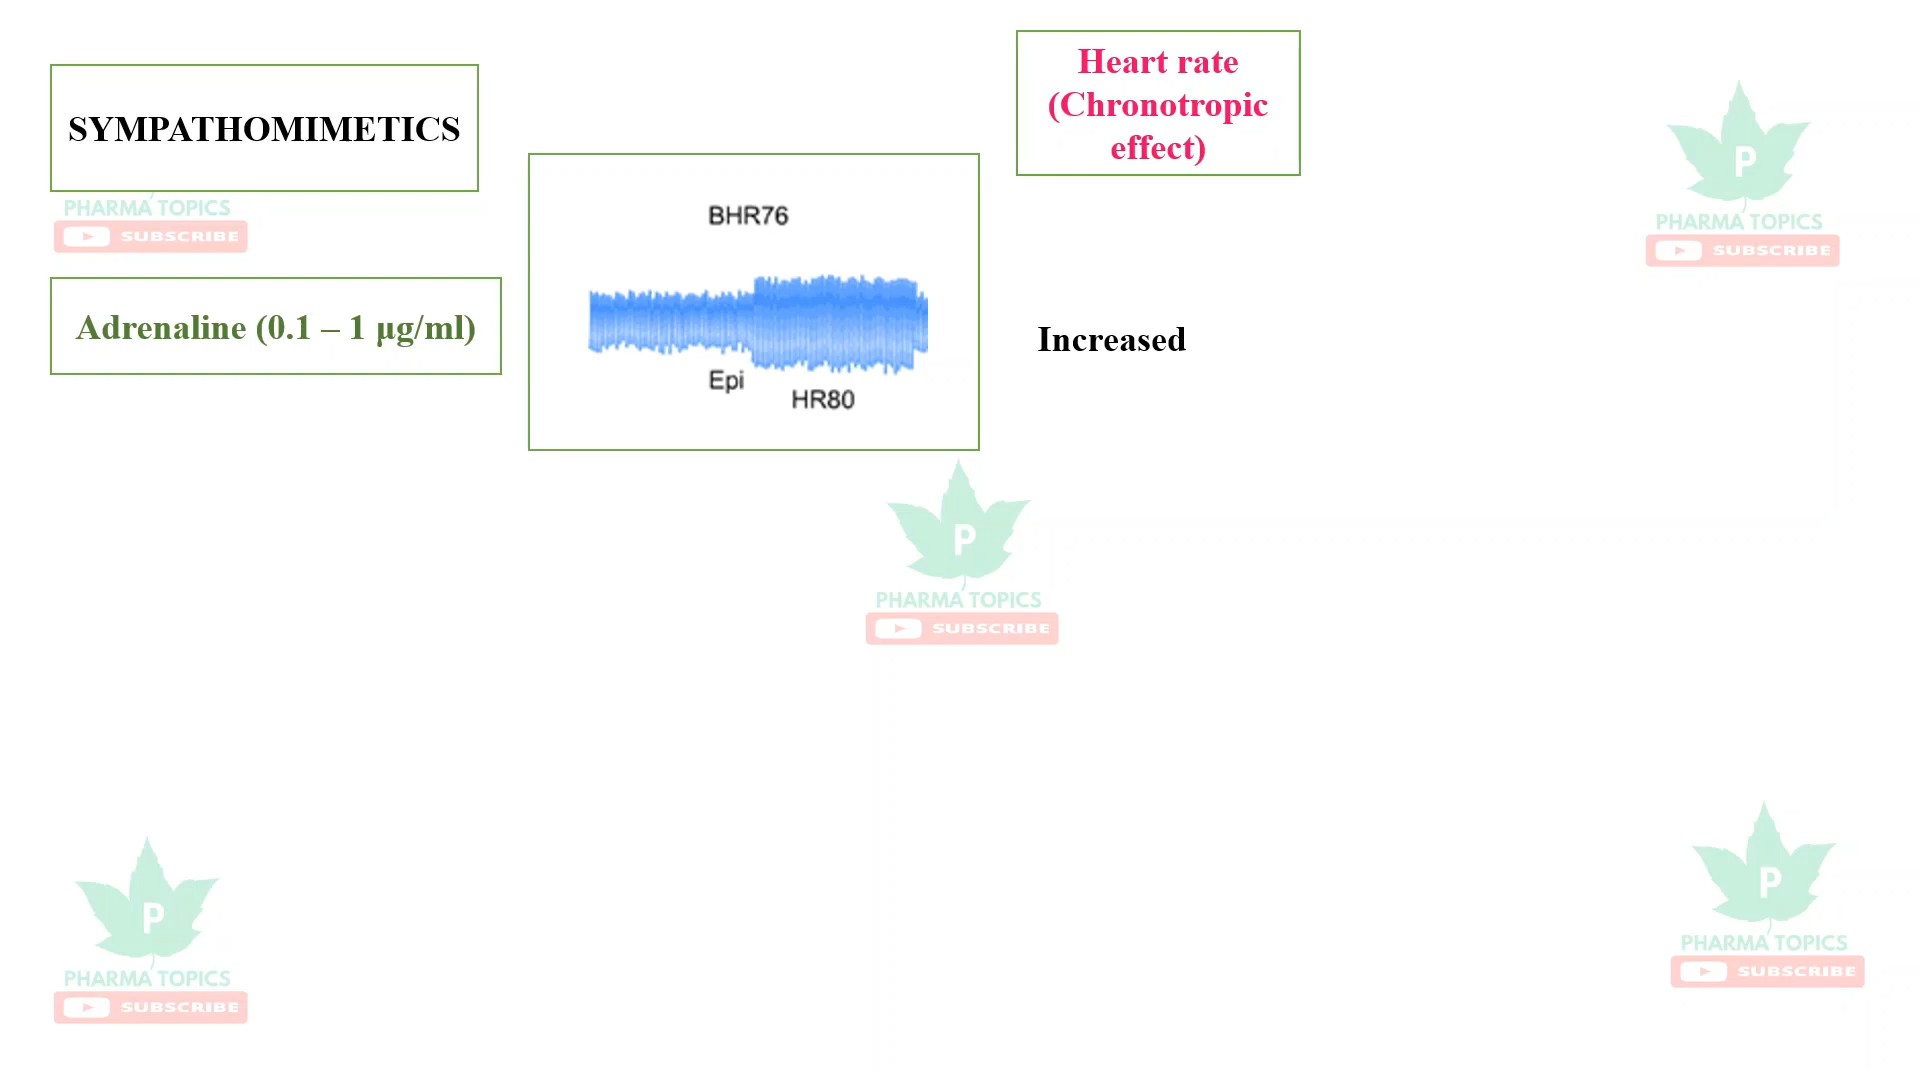 SYMPATHOMIMETICS
Heart rate
(Chronotropic
effect)
P
PHARMA TOPICS
SUBSCRIBE
PHARMA TOPICS
SUBSCRIBE
BHR76
Adrenaline (0.1 – 1 µg/ml)
Epi
HR80
Increased
P
PHARMA TOPICS
SUBSCRIBE
P
PHARMA TOPICS
SUBSCRIBE
P
PHARMA TOPICS
SUBSCRIBE